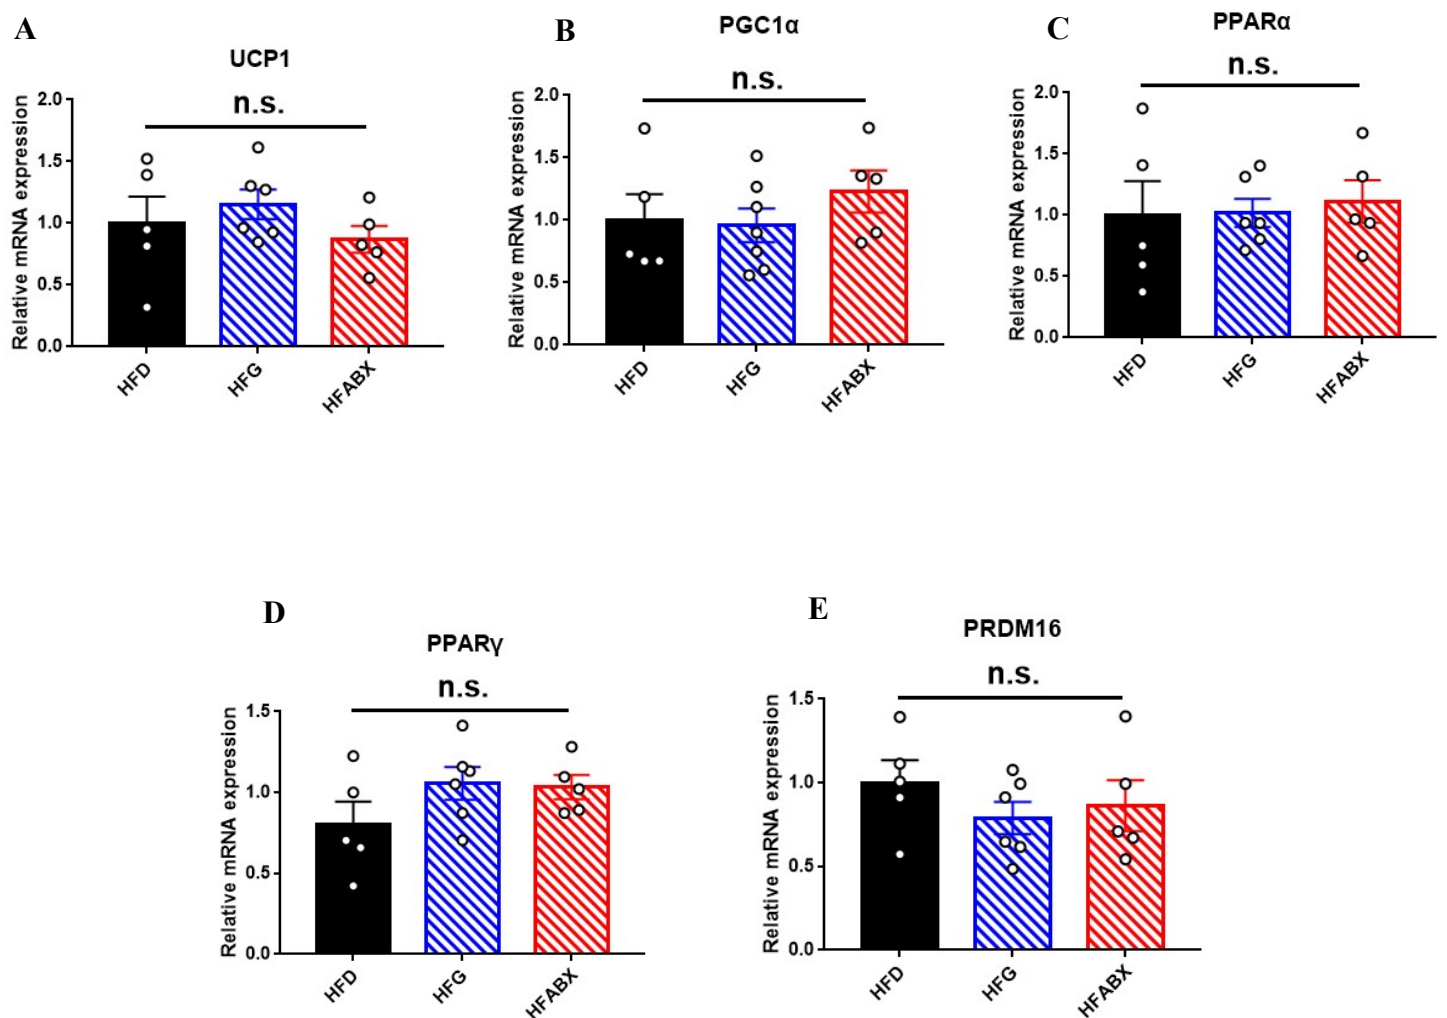 A
UCP1
n.s.
Relative mRNA expression
2.0
1.5
1.0
0.5
0.0
HFD
HFG
HFABX
B
PGC1α
n.s.
Relative mRNA expression
2.0
1.5
1.0
0.5
0.0
HFD
HFG
HFABX
C
PPARα
n.s.
Relative mRNA expression
2.0
1.5
1.0
0.5
0.0
HFD
HFG
HFABX
D
PPARγ
n.s.
Relative mRNA expression
1.5
1.0
0.5
0.0
HFD
HFG
HFABX
E
PRDM16
n.s.
Relative mRNA expression
1.5
1.0
0.5
0.0
HFD
HFG
HFABX